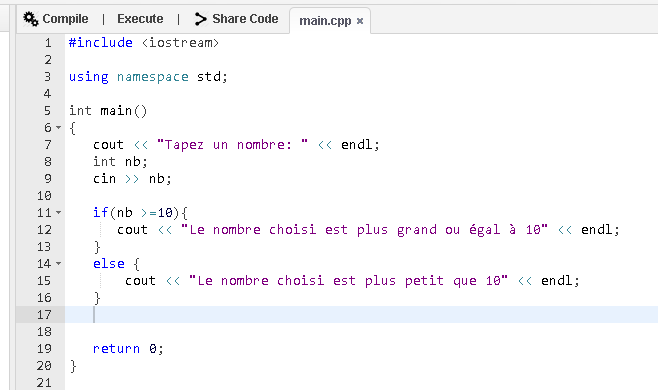 Compile | Execute | Share Code main.cpp ×
1 #include <iostream>
2
3 using namespace std;
4
5 int main()
6 {
7 cout << "Tapez un nombre: " << endl;
8 int nb;
9 cin >> nb;
10
11 if(nb >=10){
12 cout << "Le nombre choisi est plus grand ou égal à 10" << endl;
13 }
14 else {
15 cout << "Le nombre choisi est plus petit que 10" << endl;
16 }
17
18
19 return 0;
20 }
21